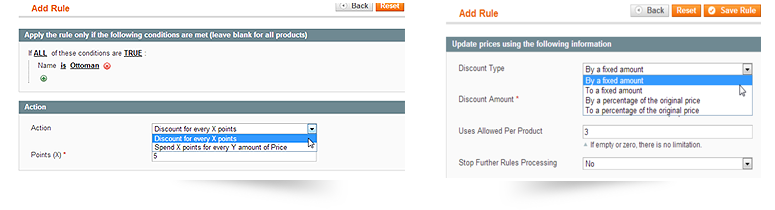 Add Rule
Back
Reset
Apply the rule only if the following conditions are met (leave blank for all products)
If ALL of these conditions are TRUE :
Name is Ottoman
Action
Action
Discount for every X points
Discount for every X points
Spend X points for every Y amount of Price
Points (X) *
5
Add Rule
Back
Reset
Save Rule
Update prices using the following information
Discount Type
By a fixed amount
By a fixed amount
To a fixed amount
By a percentage of the original price
To a percentage of the original price
Discount Amount *
Uses Allowed Per Product
3
If empty or zero, there is no limitation.
Stop Further Rules Processing
No